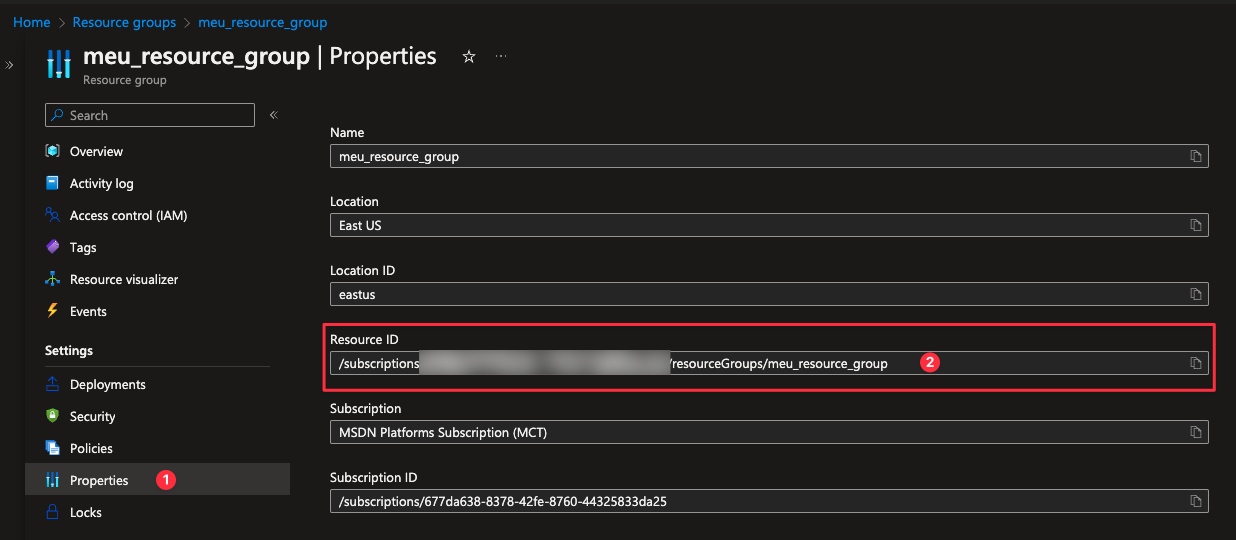 Home > Resource groups > meu_resource_group
meu_resource_group | Properties
Resource group
Search
Overview
Activity log
Access control (IAM)
Tags
Resource visualizer
Events
Settings
Deployments
Security
Policies
Properties 1
Locks
Name
meu_resource_group
Location
East US
Location ID
eastus
Resource ID
/subscriptions /resourceGroups/meu_resource_group 2
Subscription
MSDN Platforms Subscription (MCT)
Subscription ID
/subscriptions/677da638-8378-42fe-8760-44325833da25